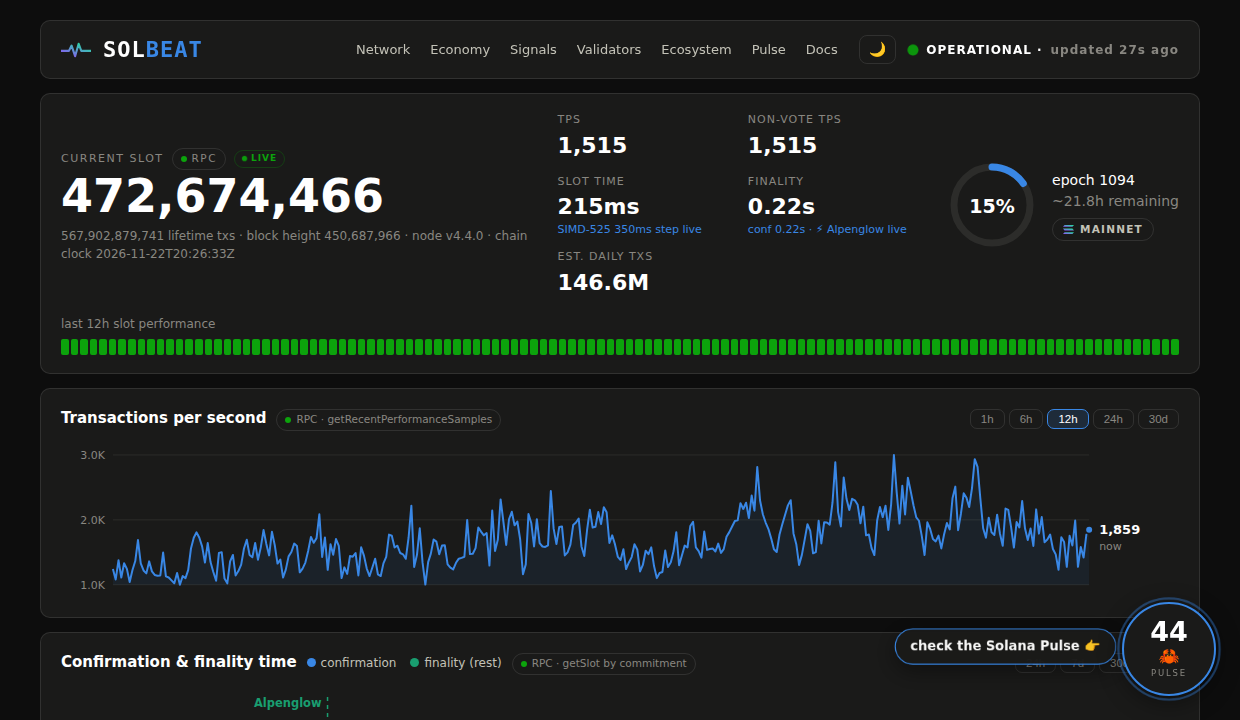 SOLBEAT
Network Economy Signals Validators Ecosystem Pulse Docs
OPERATIONAL · updated 27s ago
CURRENT SLOT RPC LIVE
472,674,466
567,902,879,741 lifetime txs · block height 450,687,966 · node v4.4.0 · chain
clock 2026-11-22T20:26:33Z
TPS
1,515
NON-VOTE TPS
1,515
SLOT TIME
215ms
SIMD-525 350ms step live
FINALITY
0.22s
conf 0.22s · ⚡ Alpenglow live
EST. DAILY TXS
146.6M
15%
epoch 1094
~21.8h remaining
MAINNET
last 12h slot performance
Transactions per second RPC · getRecentPerformanceSamples
1h 6h 12h 24h 30d
3.0K
2.0K
1.0K
1,859
now
Confirmation & finality time confirmation finality (rest) RPC · getSlot by commitment
Alpenglow
check the Solana Pulse 👉
44
PULSE